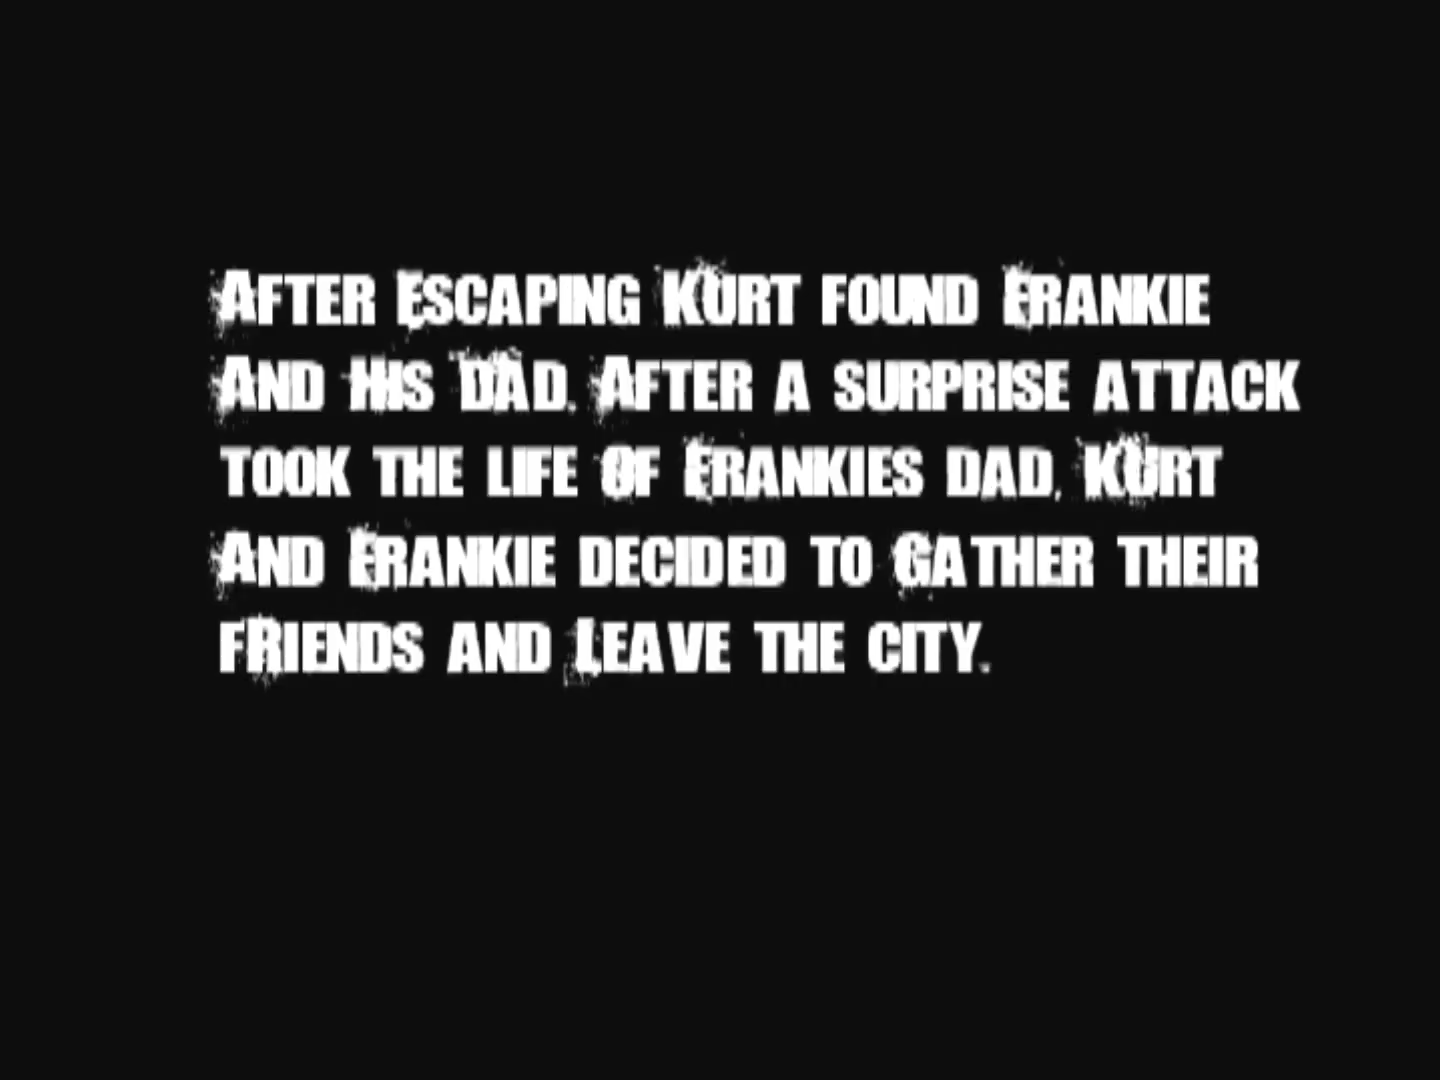 After Escaping Kurt found Frankie
And His Dad. After a surprise attack
took the life Of Frankies dad, Kurt
And Frankie decided to Gather their
fRiends and Leave the city.